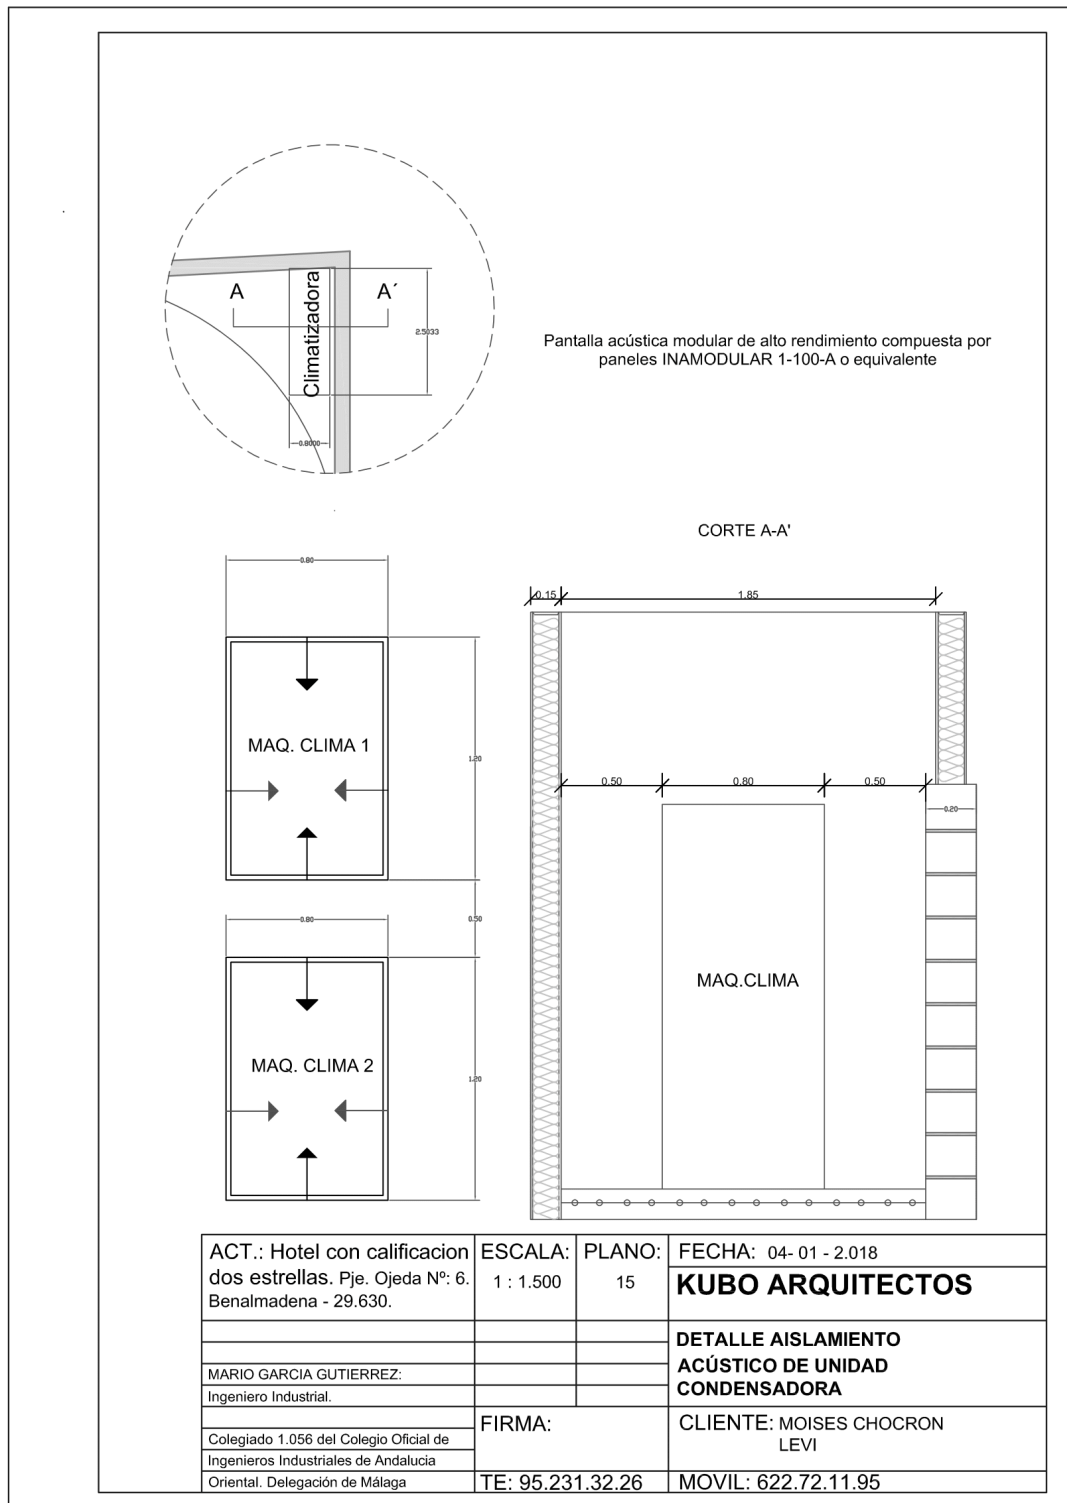 A
A´
Climatizadora
2.5033
0.8000
Pantalla acústica modular de alto rendimiento compuesta por
paneles INAMODULAR 1-100-A o equivalente
CORTE A-A'
0.80
MAQ. CLIMA 1
1.20
0.50
0.80
MAQ. CLIMA 2
1.20
0.15
1.85
0.50
0.80
0.50
0.20
MAQ.CLIMA
ACT.: Hotel con calificacion
dos estrellas. Pje. Ojeda Nº: 6.
Benalmadena - 29.630.
ESCALA:
1 : 1.500
PLANO:
15
FECHA: 04- 01 - 2.018
KUBO ARQUITECTOS
DETALLE AISLAMIENTO
ACÚSTICO DE UNIDAD
CONDENSADORA
MARIO GARCIA GUTIERREZ:
Ingeniero Industrial.
Colegiado 1.056 del Colegio Oficial de
Ingenieros Industriales de Andalucia
Oriental. Delegación de Málaga
FIRMA:
TE: 95.231.32.26
CLIENTE: MOISES CHOCRON
LEVI
MOVIL: 622.72.11.95